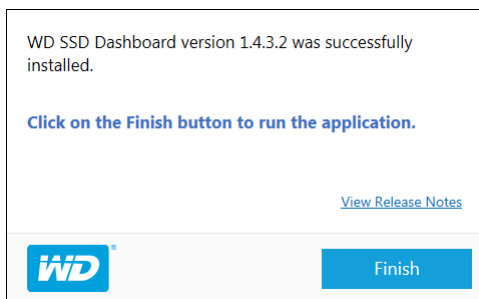 WD SSD Dashboard version 1.4.3.2 was successfully
installed.
Click on the Finish button to run the application.
View Release Notes
WD®
Finish